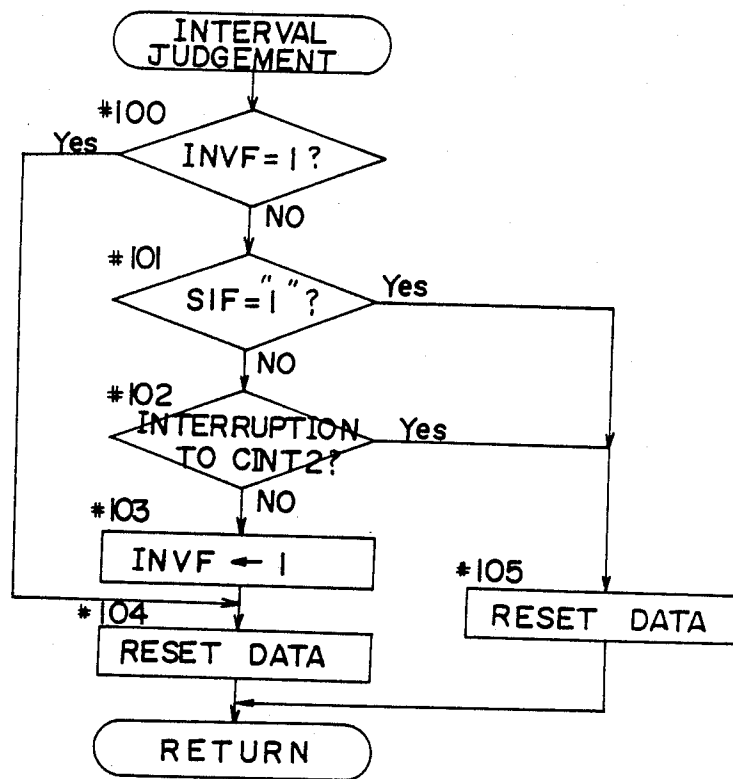 INTERVAL
JUDGEMENT
#100
Yes
INVF=1?
NO
#101
SIF="1"?
Yes
NO
#102
INTERRUPTION
TO CINT2?
Yes
NO
#103
INVF ← 1
#104
RESET DATA
#105
RESET DATA
RETURN